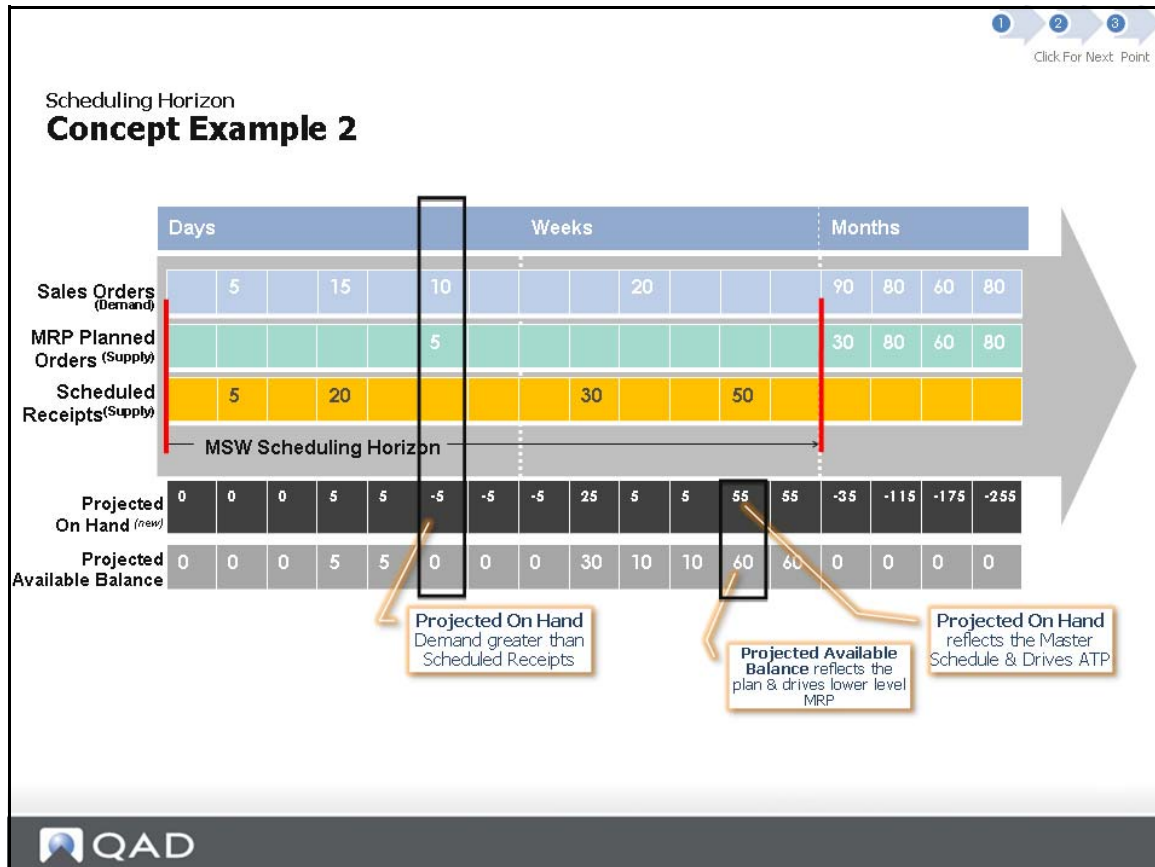 1 2 3
Click For Next Point
Scheduling Horizon
Concept Example 2
Days Weeks Months
Sales Orders 5 15 10 20 90 80 60 80
(Demand)
MRP Planned 5 30 80 60 80
Orders (Supply)
Scheduled 5 20 30 50
Receipts(Supply)
MSW Scheduling Horizon
Projected 0 0 0 5 5 -5 -5 -5 25 5 5 55 55 -35 -115 -175 -255
On Hand (new)
Projected 0 0 0 5 5 0 0 0 30 10 10 60 60 0 0 0 0
Available Balance
Projected On Hand
Demand greater than
Scheduled Receipts
Projected Available
Balance reflects the
plan & drives lower level
MRP
Projected On Hand
reflects the Master
Schedule & Drives ATP
QAD